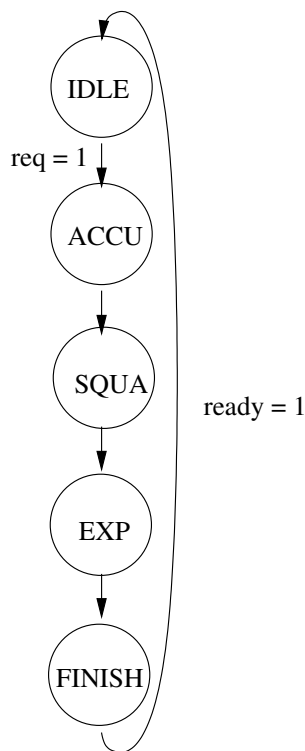 IDLE
req = 1
ACCU
SQUA
ready = 1
EXP
FINISH